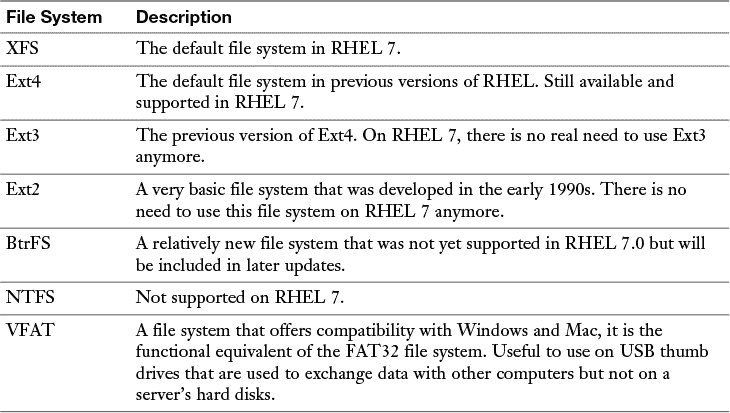 File System Description
XFS The default file system in RHEL 7.
Ext4 The default file system in previous versions of RHEL. Still available and
supported in RHEL 7.
Ext3 The previous version of Ext4. On RHEL 7, there is no real need to use Ext3
anymore.
Ext2 A very basic file system that was developed in the early 1990s. There is no
need to use this file system on RHEL 7 anymore.
BtrFS A relatively new file system that was not yet supported in RHEL 7.0 but will
be included in later updates.
NTFS Not supported on RHEL 7.
VFAT A file system that offers compatibility with Windows and Mac, it is the
functional equivalent of the FAT32 file system. Useful to use on USB thumb
drives that are used to exchange data with other computers but not on a
server’s hard disks.